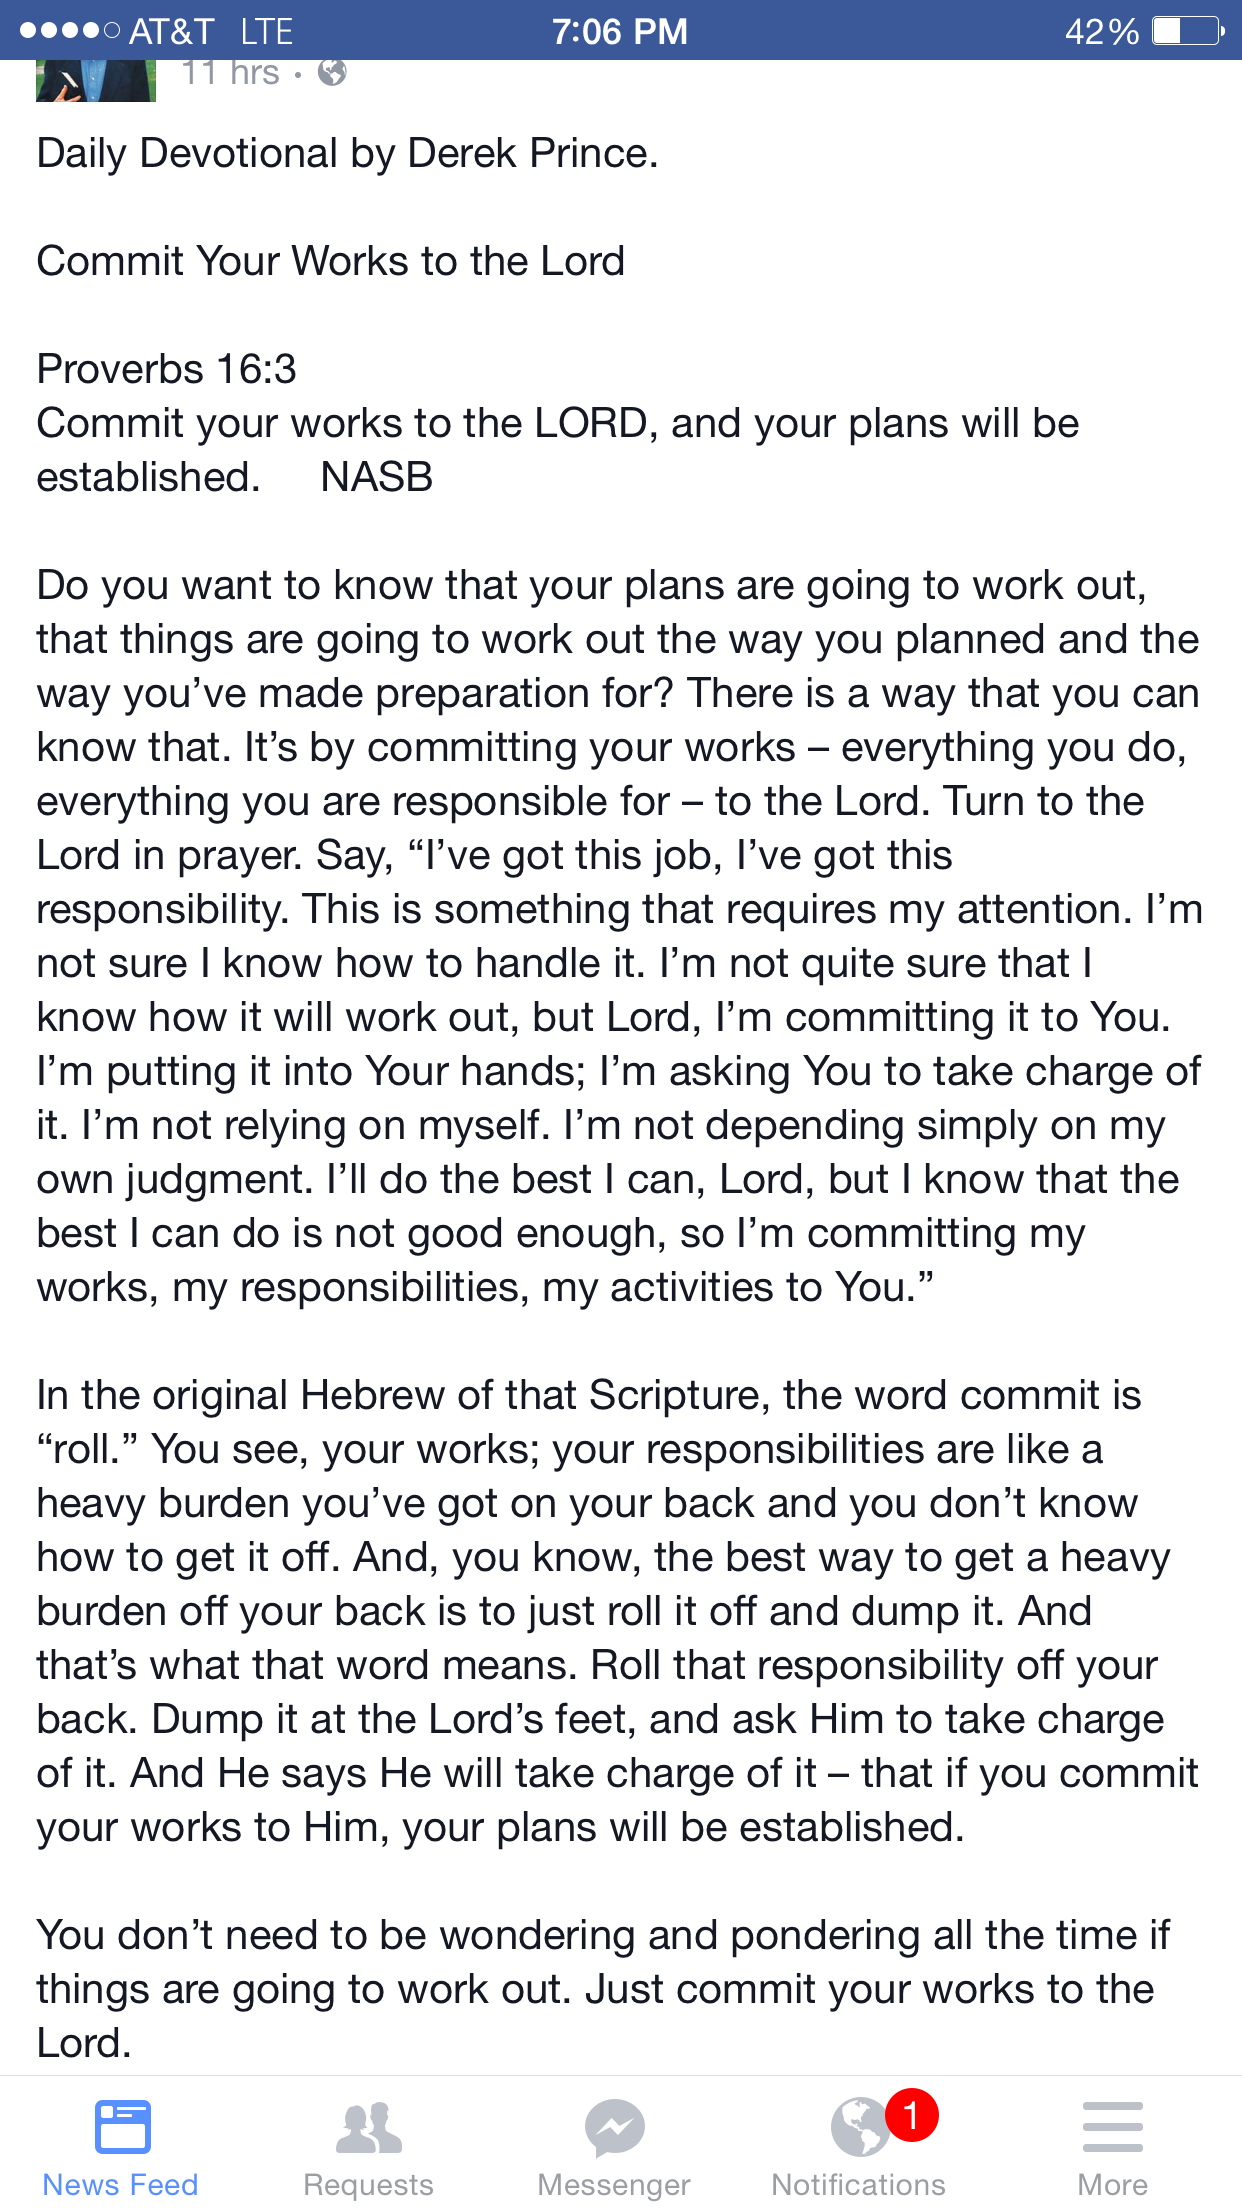 AT&T LTE 7:06 PM 42%
11 hrs ·
Daily Devotional by Derek Prince.
Commit Your Works to the Lord
Proverbs 16:3
Commit your works to the LORD, and your plans will be
established. NASB
Do you want to know that your plans are going to work out,
that things are going to work out the way you planned and the
way you’ve made preparation for? There is a way that you can
know that. It’s by committing your works – everything you do,
everything you are responsible for – to the Lord. Turn to the
Lord in prayer. Say, “I’ve got this job, I’ve got this
responsibility. This is something that requires my attention. I’m
not sure I know how to handle it. I’m not quite sure that I
know how it will work out, but Lord, I’m committing it to You.
I’m putting it into Your hands; I’m asking You to take charge of
it. I’m not relying on myself. I’m not depending simply on my
own judgment. I’ll do the best I can, Lord, but I know that the
best I can do is not good enough, so I’m committing my
works, my responsibilities, my activities to You.”
In the original Hebrew of that Scripture, the word commit is
“roll.” You see, your works; your responsibilities are like a
heavy burden you’ve got on your back and you don’t know
how to get it off. And, you know, the best way to get a heavy
burden off your back is to just roll it off and dump it. And
that’s what that word means. Roll that responsibility off your
back. Dump it at the Lord’s feet, and ask Him to take charge
of it. And He says He will take charge of it – that if you commit
your works to Him, your plans will be established.
You don’t need to be wondering and pondering all the time if
things are going to work out. Just commit your works to the
Lord.
1
News Feed Requests Messenger Notifications More